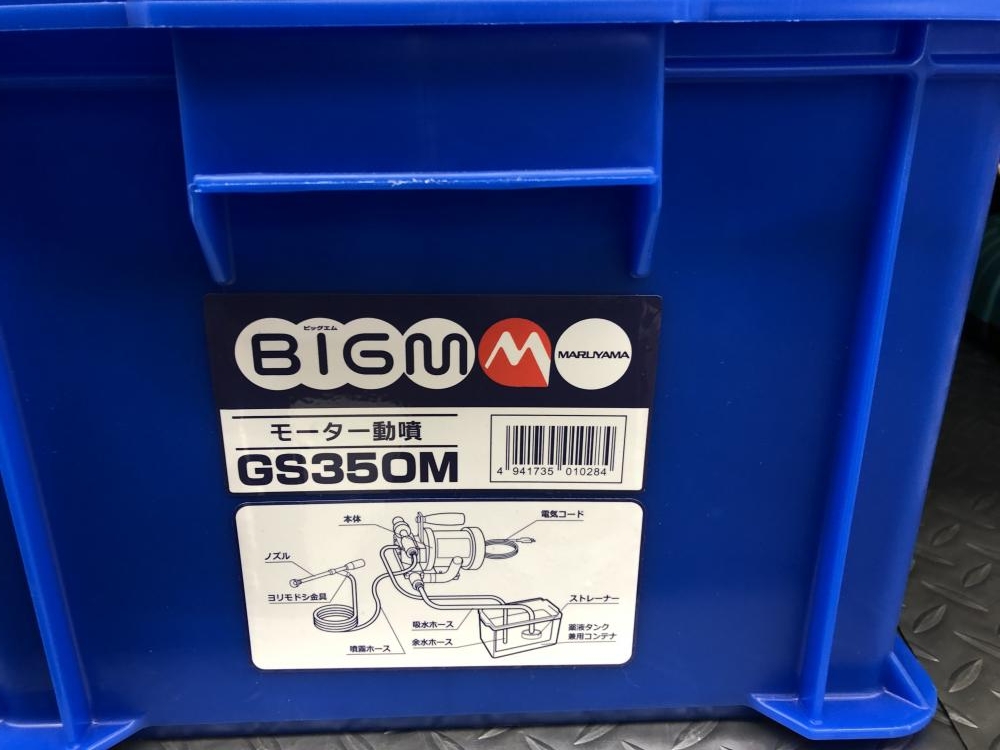 ビッグエム
BIGM M MARUYAMA
モーター動噴
GS350M
4 941735 010284
本体
電気コード
ノズル
ヨリモドシ金具
ストレーナー
吸水ホース
薬液タンク
兼用コンテナ
余水ホース
噴霧ホース